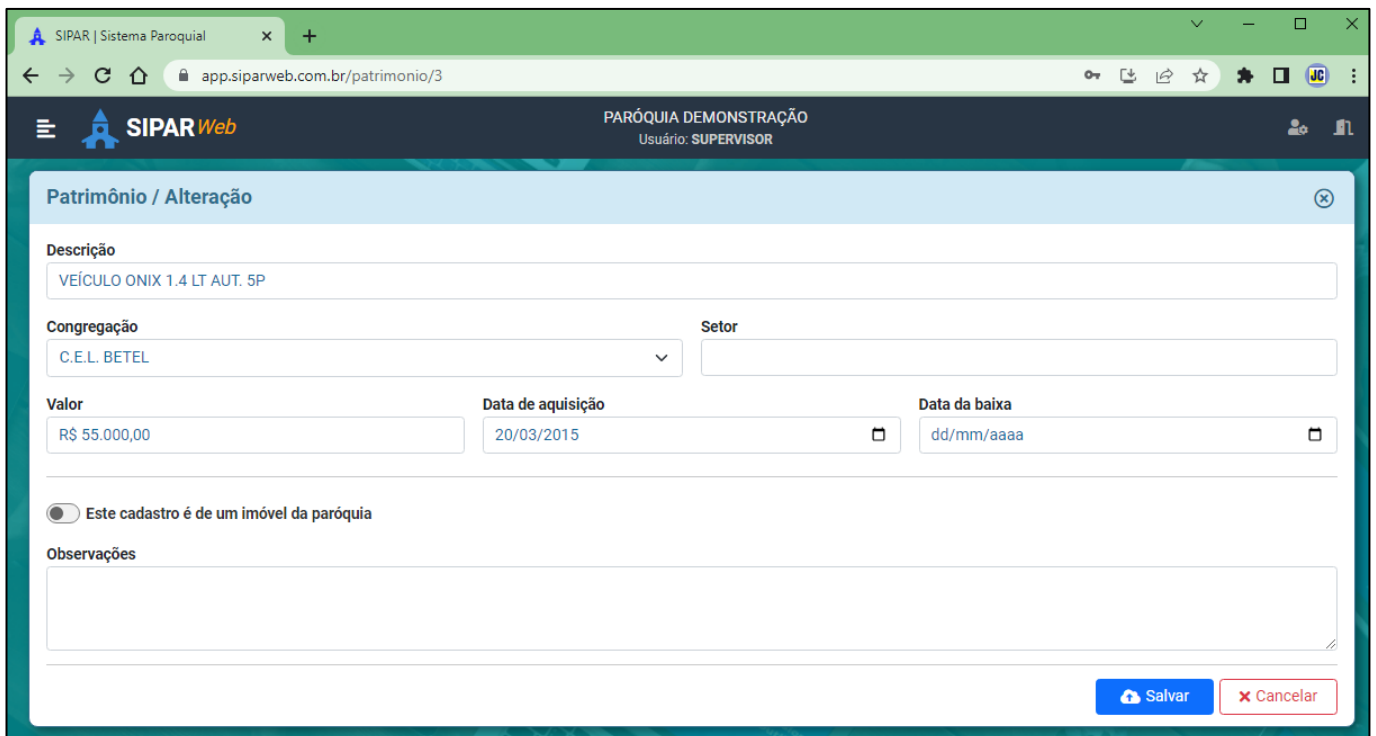 SIPAR | Sistema Paroquial
app.siparweb.com.br/patrimonio/3
JC
SIPAR Web
PARÓQUIA DEMONSTRAÇÃO
Usuário: SUPERVISOR
Patrimônio / Alteração
Descrição
VEÍCULO ONIX 1.4 LT AUT. 5P
Congregação
Setor
C.E.L. BETEL
Valor
Data de aquisição
Data da baixa
R$ 55.000,00
20/03/2015
dd/mm/aaaa
Este cadastro é de um imóvel da paróquia
Observações
Salvar
Cancelar